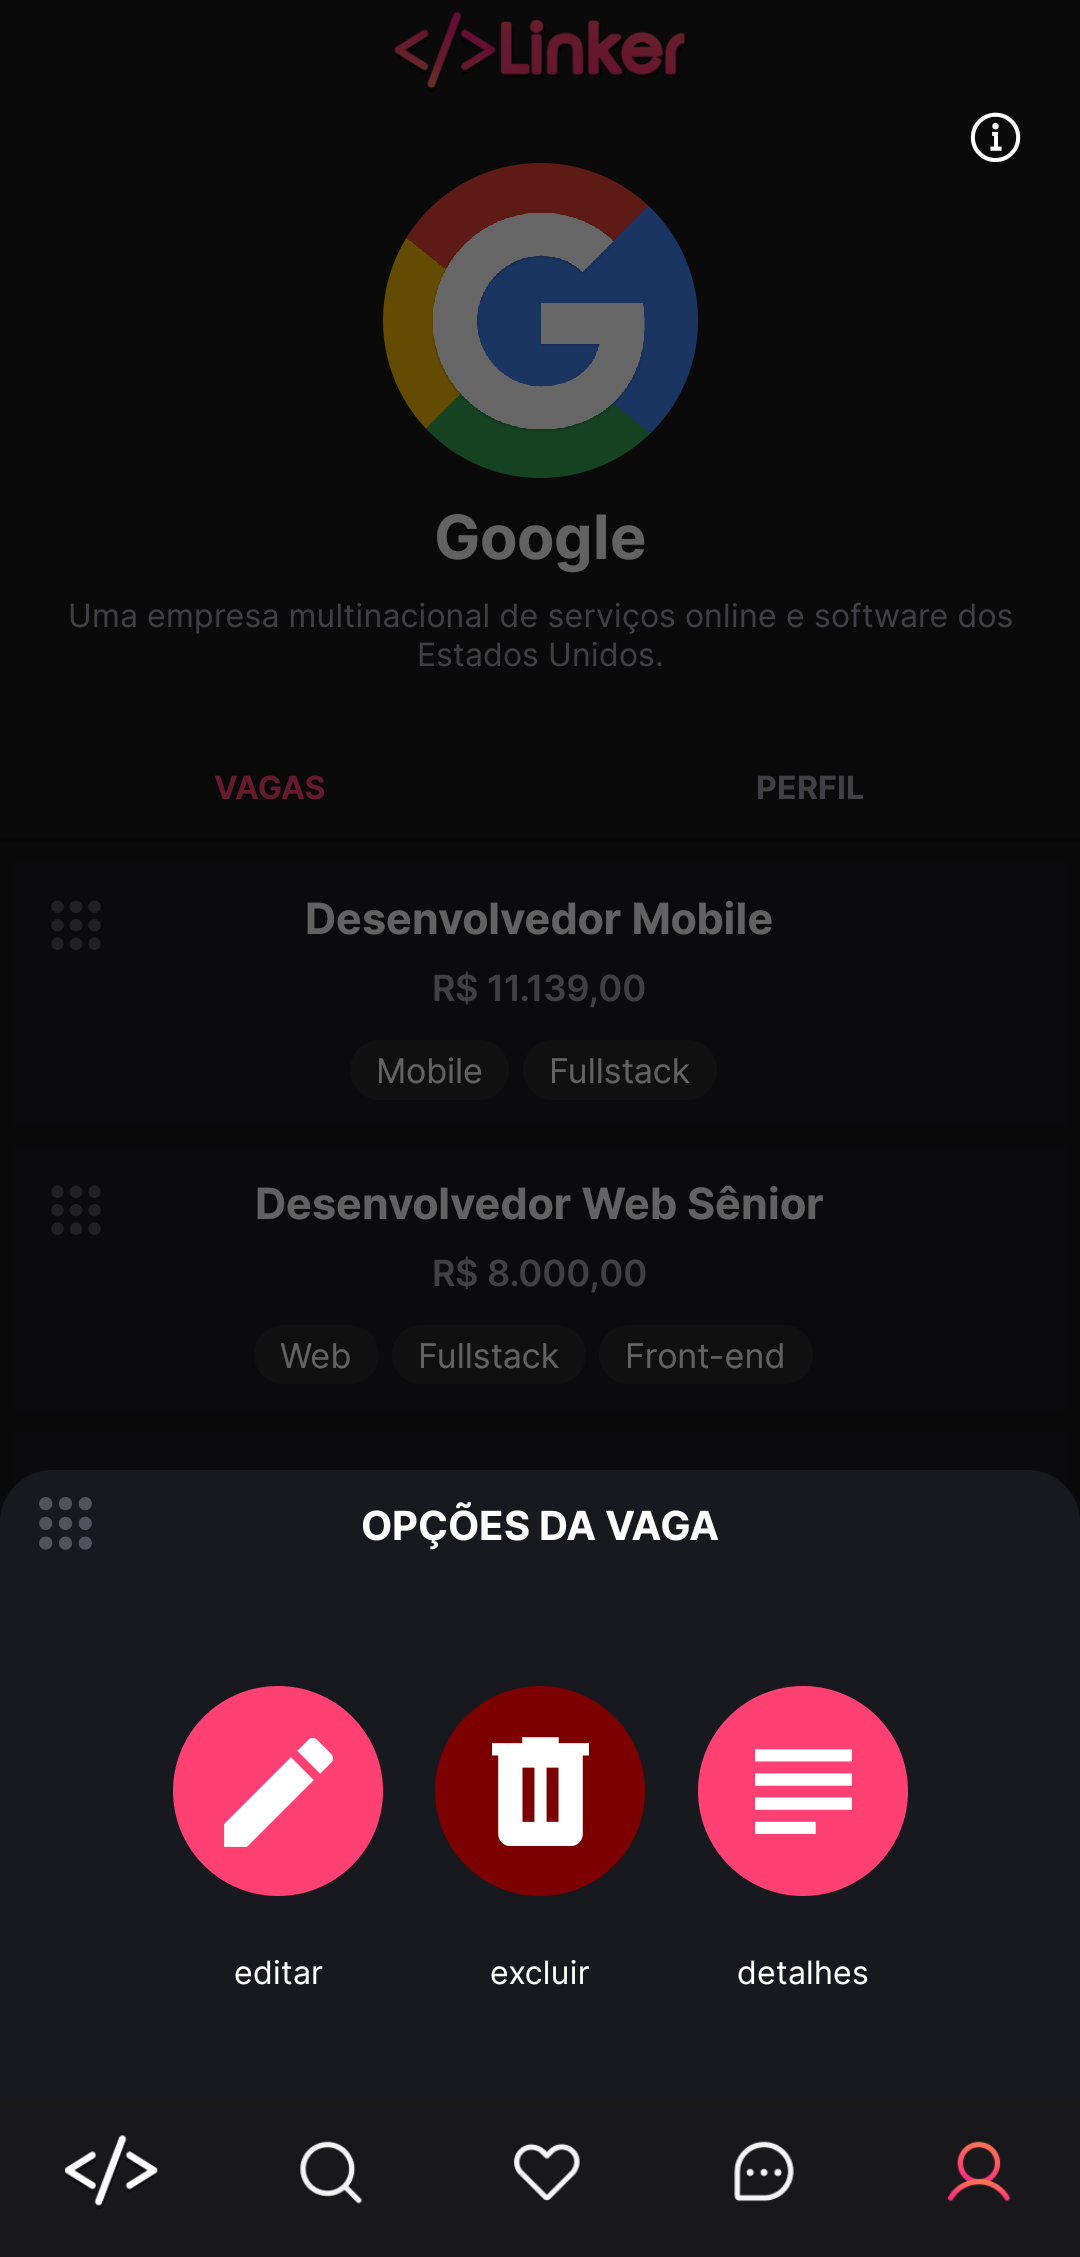 </>Linker
Google
Uma empresa multinacional de serviços online e software dos
Estados Unidos.
VAGAS PERFIL
Desenvolvedor Mobile
R$ 11.139,00
Mobile Fullstack
Desenvolvedor Web Sênior
R$ 8.000,00
Web Fullstack Front-end
OPÇÕES DA VAGA
editar excluir detalhes